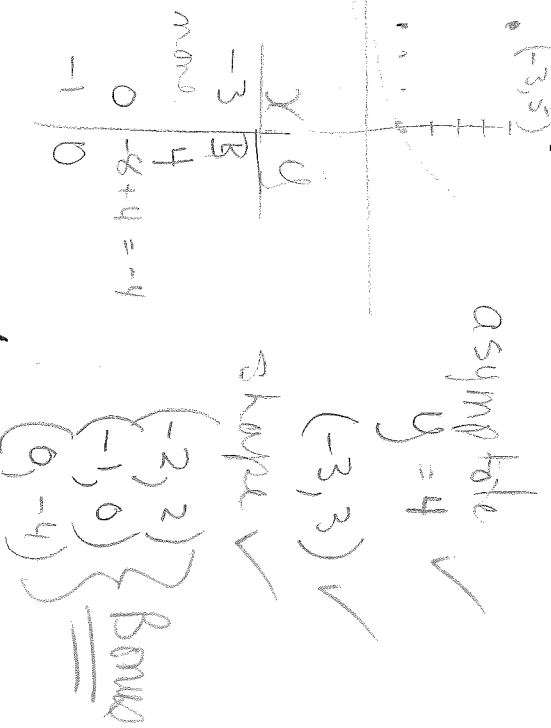 (-3,5)
x y
-3 3
none 4
0 -8+4=-4
-1 0
asymptote
y=4 ✓
(-3,3) ✓
shape ✓
(-2,2)
(-1,0)
(0,-4)
} Bonus